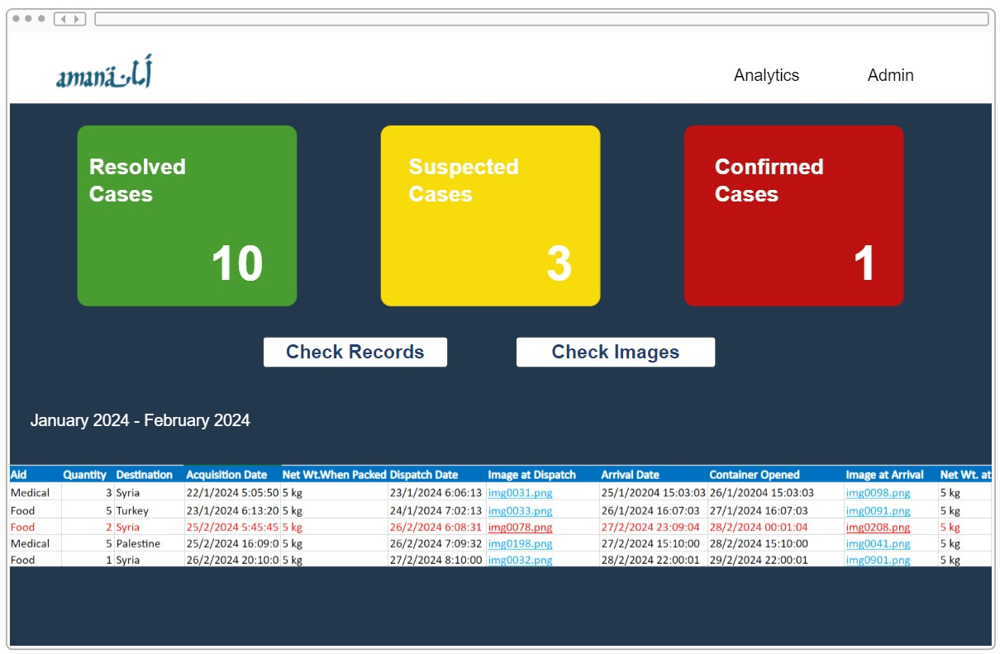 amanä أمانة
Analytics
Admin
Resolved
Cases
10
Suspected
Cases
3
Confirmed
Cases
1
Check Records
Check Images
January 2024 - February 2024
Aid Quantity Destination Acquisition Date Net Wt.When Packed Dispatch Date Image at Dispatch Arrival Date Container Opened Image at Arrival Net Wt. at
Medical 3 Syria 22/1/2024 5:05:50 5 kg 23/1/2024 6:06:13 img0031.png 25/1/20204 15:03:03 26/1/20204 15:03:03 img0098.png 5 kg
Food 5 Turkey 23/1/2024 6:13:20 5 kg 24/1/2024 7:02:13 img0033.png 26/1/2024 16:07:03 27/1/2024 16:07:03 img0091.png 5 kg
Food 2 Syria 25/2/2024 5:45:45 5 kg 26/2/2024 6:08:31 img0078.png 27/2/2024 23:09:04 28/2/2024 00:01:04 img0208.png 5 kg
Medical 5 Palestine 25/2/2024 16:09:0 5 kg 26/2/2024 7:09:32 img0198.png 27/2/2024 15:10:00 28/2/2024 15:10:00 img0041.png 5 kg
Food 1 Syria 26/2/2024 20:10:0 5 kg 27/2/2024 8:10:00 img0032.png 28/2/2024 22:00:01 29/2/2024 22:00:01 img0901.png 5 kg